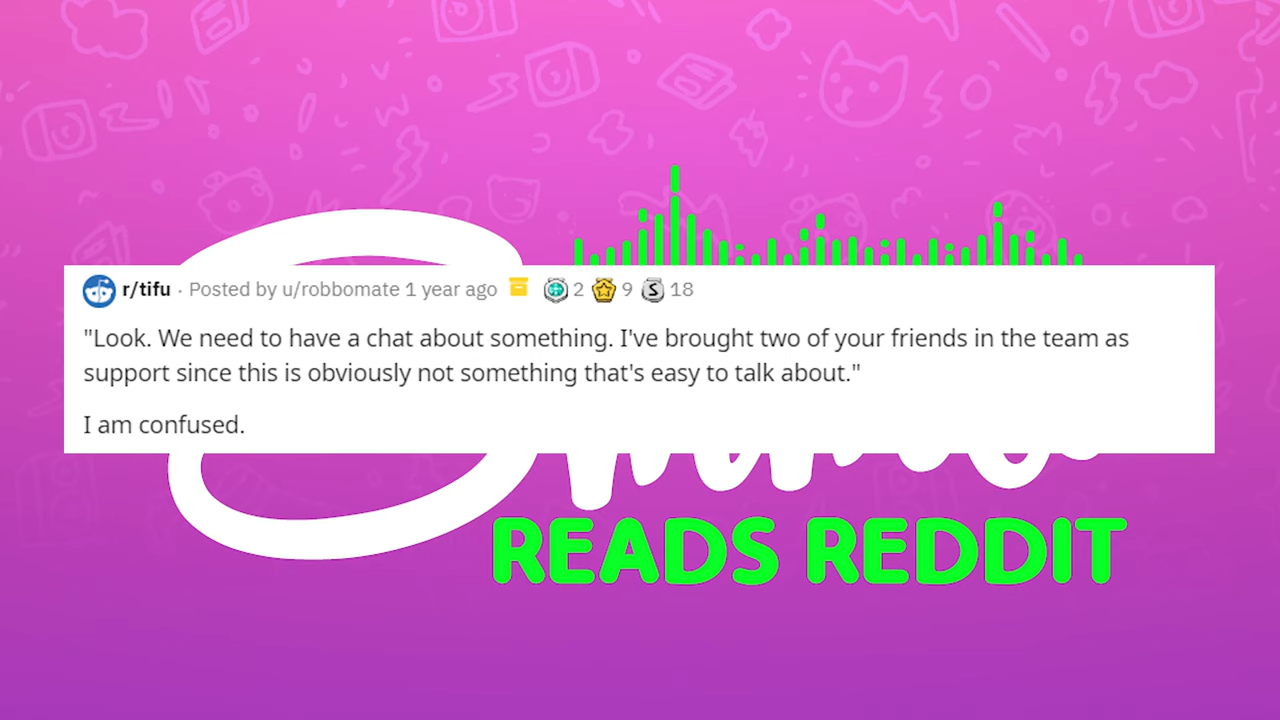 r/tifu · Posted by u/robbomate 1 year ago 2 9 S 18
"Look. We need to have a chat about something. I've brought two of your friends in the team as
support since this is obviously not something that's easy to talk about."
I am confused.
READS REDDIT